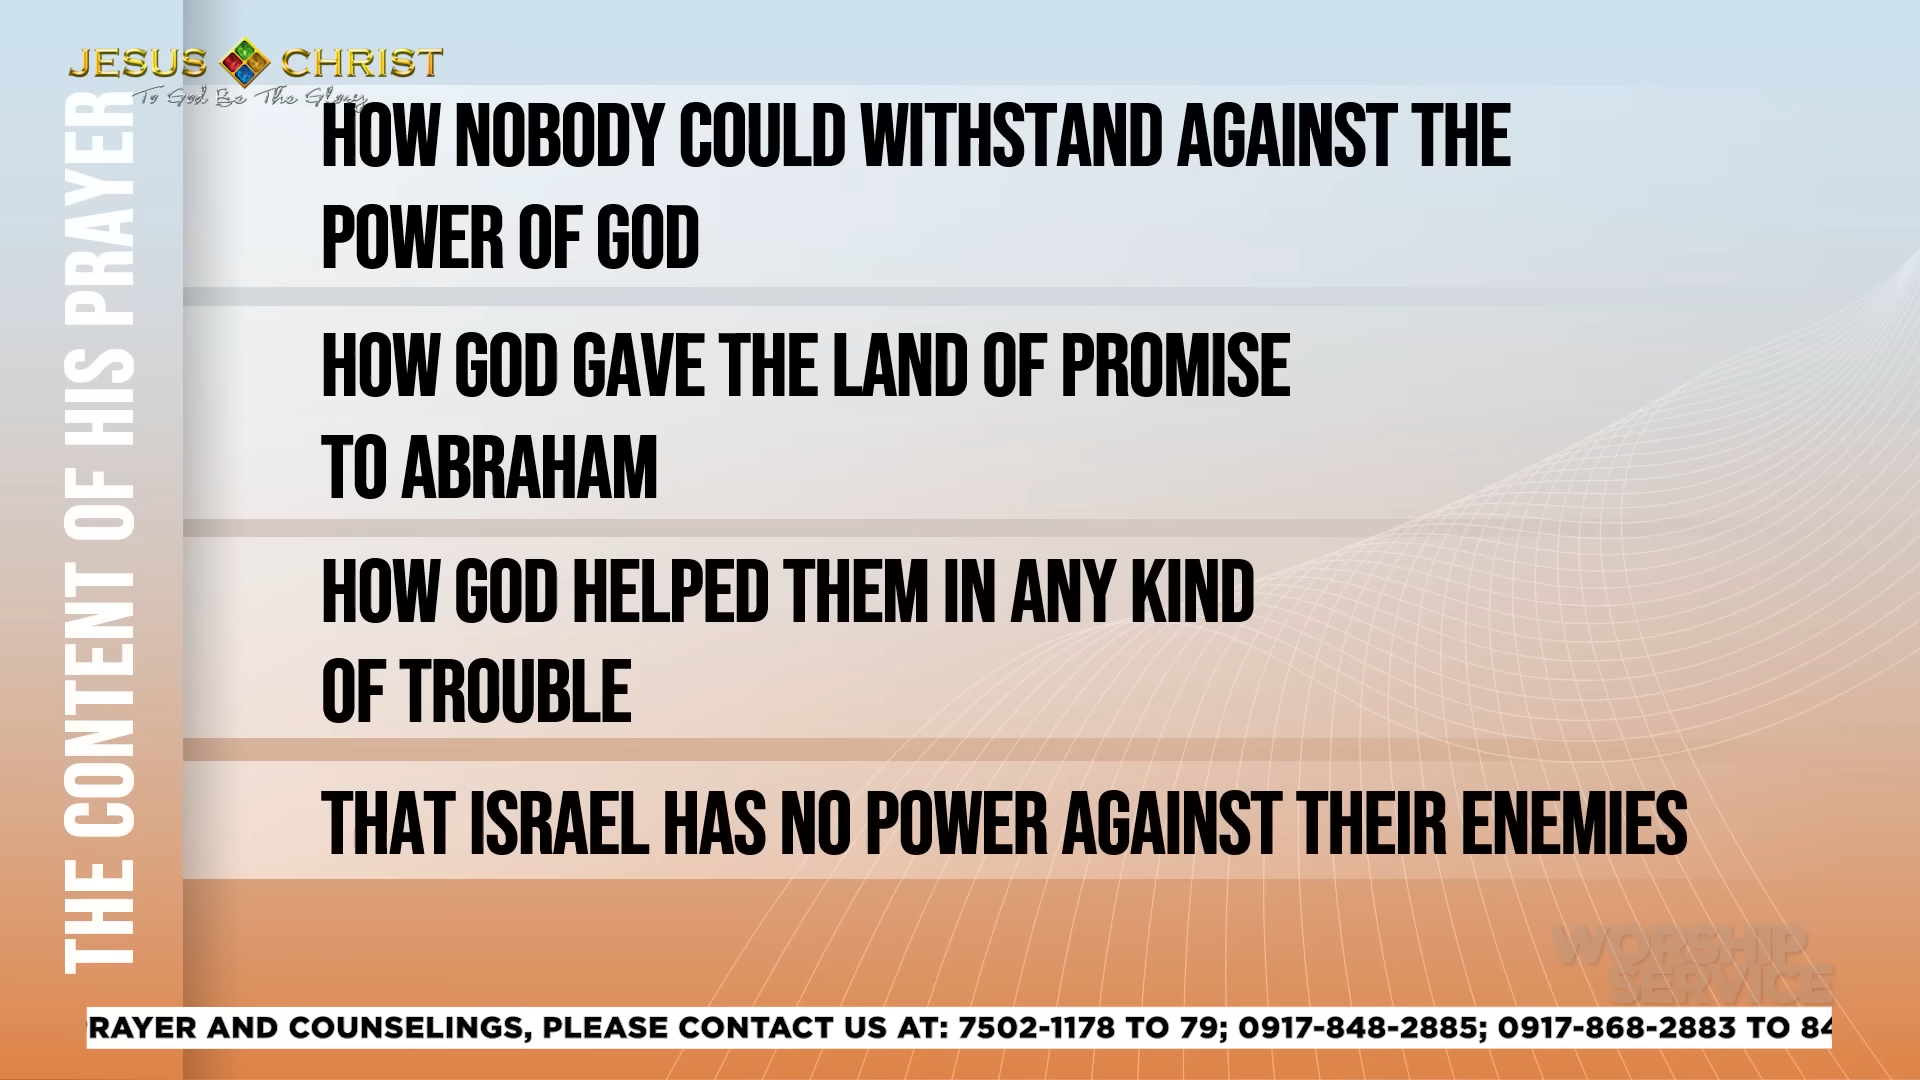 JESUS CHRIST
To God Be The Glory
THE CONTENT OF HIS PRAYER
HOW NOBODY COULD WITHSTAND AGAINST THE
POWER OF GOD
HOW GOD GAVE THE LAND OF PROMISE
TO ABRAHAM
HOW GOD HELPED THEM IN ANY KIND
OF TROUBLE
THAT ISRAEL HAS NO POWER AGAINST THEIR ENEMIES
WORSHIP
SERVICE
RAYER AND COUNSELINGS, PLEASE CONTACT US AT: 7502-1178 TO 79; 0917-848-2885; 0917-868-2883 TO 84